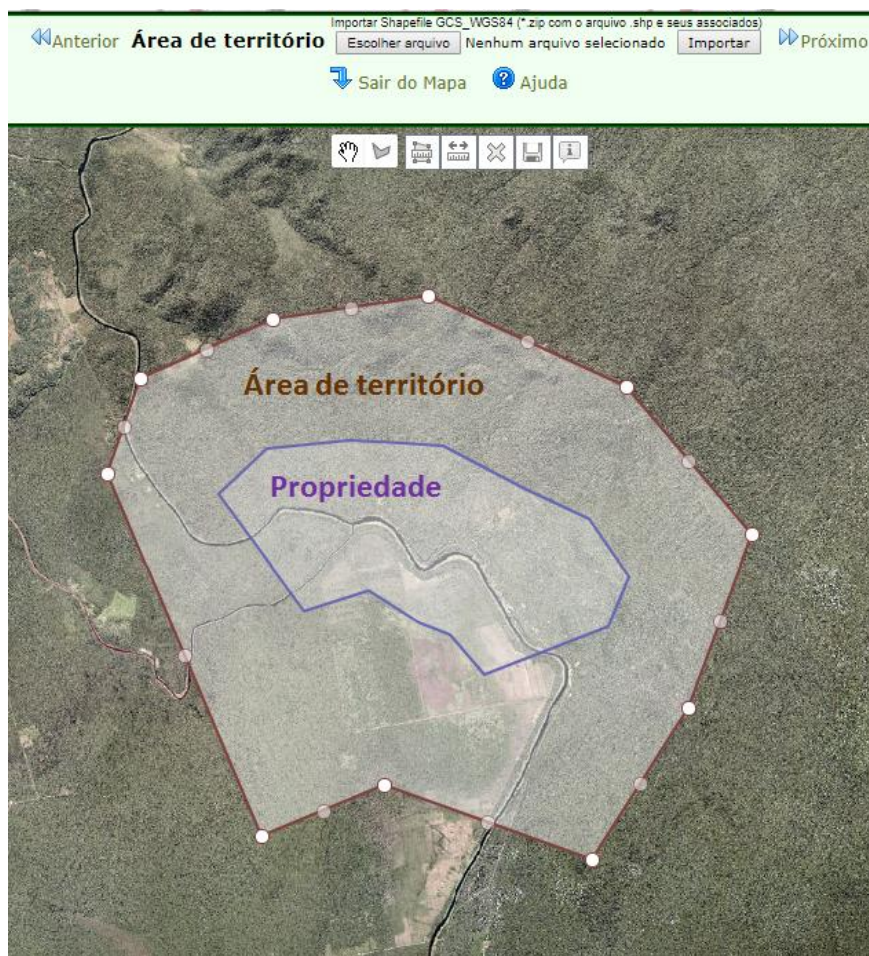 Importar Shapefile GCS_WGS84 (*.zip com o arquivo .shp e seus associados)
Anterior Área de território Escolher arquivo Nenhum arquivo selecionado Importar Próximo
Sair do Mapa ? Ajuda
Área de território
Propriedade